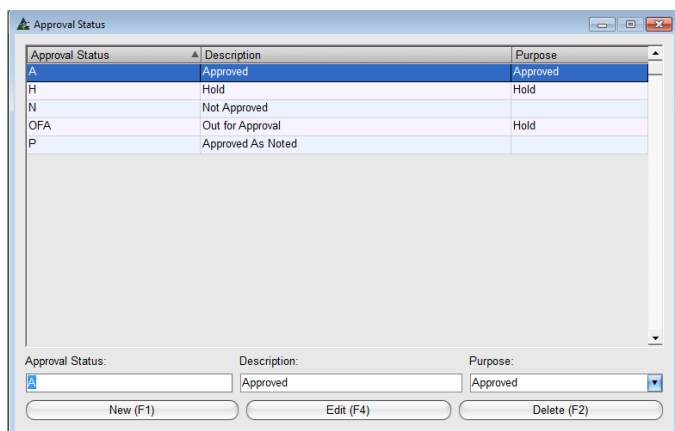 Approval Status
Approval Status Description Purpose
A Approved Approved
H Hold Hold
N Not Approved
OFA Out for Approval Hold
P Approved As Noted
Approval Status: Description: Purpose:
A Approved Approved
New (F1) Edit (F4) Delete (F2)